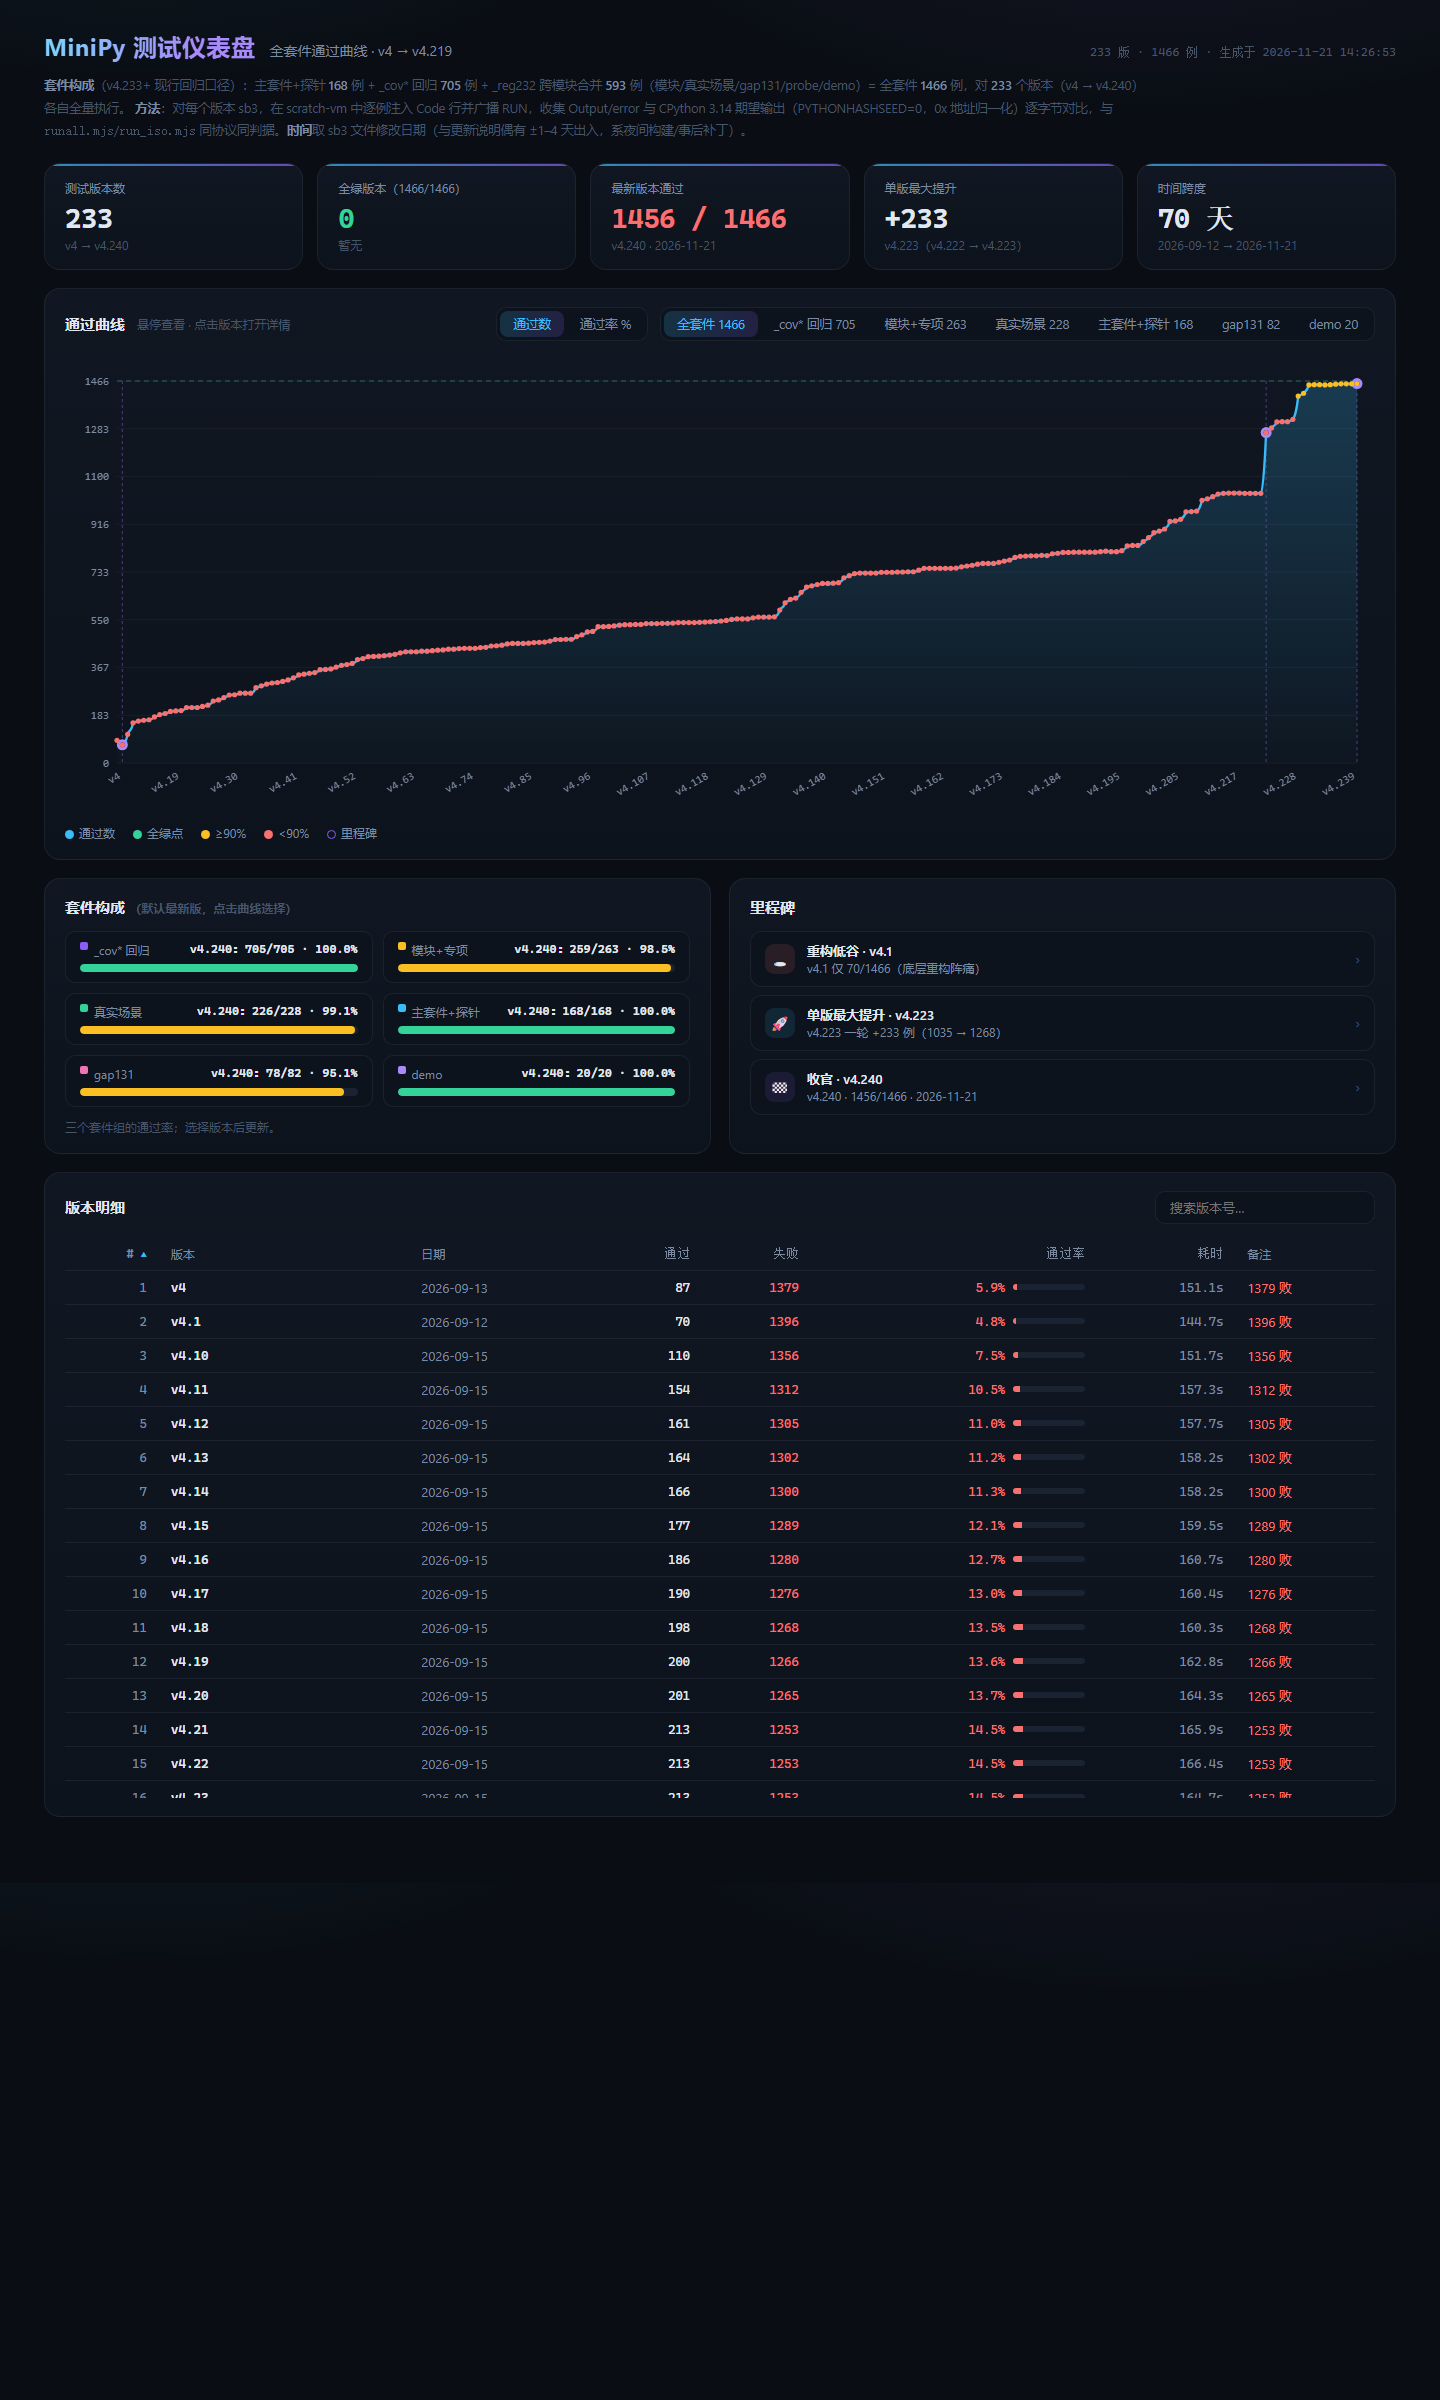 MiniPy 测试仪表盘 全套件通过曲线 · v4 → v4.219
233 版 · 1466 例 · 生成于 2026-11-21 14:26:53
套件构成（v4.233+ 现行回归口径）：主套件+探针 168 例 + _cov* 回归 705 例 + _reg232 跨模块合并 593 例（模块/真实场景/gap131/probe/demo）= 全套件 1466 例，对 233 个版本（v4 → v4.240）
各自全量执行。 方法：对每个版本 sb3，在 scratch-vm 中逐例注入 Code 行并广播 RUN，收集 Output/error 与 CPython 3.14 期望输出（PYTHONHASHSEED=0，0x 地址归一化）逐字节对比，与
runall.mjs/run_iso.mjs 同协议同判据。时间取 sb3 文件修改日期（与更新说明偶有 ±1–4 天出入，系夜间构建/事后补丁）。
测试版本数
233
v4 → v4.240
全绿版本（1466/1466）
0
暂无
最新版本通过
1456 / 1466
v4.240 · 2026-11-21
单版最大提升
+233
v4.223（v4.222 → v4.223）
时间跨度
70 天
2026-09-12 → 2026-11-21
通过曲线 悬停查看 · 点击版本打开详情
通过数 通过率 %
全套件 1466 _cov* 回归 705 模块+专项 263 真实场景 228 主套件+探针 168 gap131 82 demo 20
1466
1283
1100
916
733
550
367
183
0
v4 v4.19 v4.30 v4.41 v4.52 v4.63 v4.74 v4.85 v4.96 v4.107 v4.118 v4.129 v4.140 v4.151 v4.162 v4.173 v4.184 v4.195 v4.205 v4.217 v4.228 v4.239
通过数 全绿点 ≥90% <90% 里程碑
套件构成 (默认最新版，点击曲线选择)
_cov* 回归 v4.240: 705/705 · 100.0%
模块+专项 v4.240: 259/263 · 98.5%
真实场景 v4.240: 226/228 · 99.1%
主套件+探针 v4.240: 168/168 · 100.0%
gap131 v4.240: 78/82 · 95.1%
demo v4.240: 20/20 · 100.0%
三个套件组的通过率；选择版本后更新。
里程碑
重构低谷 · v4.1
v4.1 仅 70/1466（底层重构阵痛）
›
单版最大提升 · v4.223
v4.223 一轮 +233 例（1035 → 1268）
›
收官 · v4.240
v4.240 · 1456/1466 · 2026-11-21
›
版本明细
搜索版本号...
# ▲ 版本 日期 通过 失败 通过率 耗时 备注
1 v4 2026-09-13 87 1379 5.9% 151.1s 1379 败
2 v4.1 2026-09-12 70 1396 4.8% 144.7s 1396 败
3 v4.10 2026-09-15 110 1356 7.5% 151.7s 1356 败
4 v4.11 2026-09-15 154 1312 10.5% 157.3s 1312 败
5 v4.12 2026-09-15 161 1305 11.0% 157.7s 1305 败
6 v4.13 2026-09-15 164 1302 11.2% 158.2s 1302 败
7 v4.14 2026-09-15 166 1300 11.3% 158.2s 1300 败
8 v4.15 2026-09-15 177 1289 12.1% 159.5s 1289 败
9 v4.16 2026-09-15 186 1280 12.7% 160.7s 1280 败
10 v4.17 2026-09-15 190 1276 13.0% 160.4s 1276 败
11 v4.18 2026-09-15 198 1268 13.5% 160.3s 1268 败
12 v4.19 2026-09-15 200 1266 13.6% 162.8s 1266 败
13 v4.20 2026-09-15 201 1265 13.7% 164.3s 1265 败
14 v4.21 2026-09-15 213 1253 14.5% 165.9s 1253 败
15 v4.22 2026-09-15 213 1253 14.5% 166.4s 1253 败
16 v4.23 2026-09-15 213 1253 14.5% 164.7s 1253 败